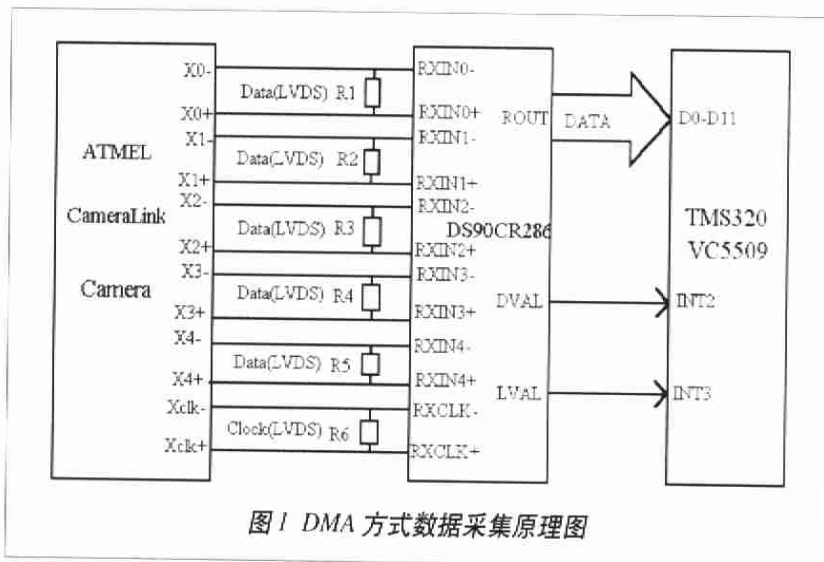 X0-
Data(LVDS) R1
X0+
X1-
Data(LVDS) R2
X1+
X2-
Data(LVDS) R3
X2+
X3-
Data(LVDS) R4
X3+
X4-
Data(LVDS) R5
X4+
Xclk-
Clock(LVDS) R6
Xclk+
ATMEL
CameraLink
Camera
RXIN0-
RXIN0+
RXIN1-
RXIN1+
RXIN2-
DS90CR286
RXIN2+
RXIN3-
RXIN3+
RXIN4-
RXIN4+
RXCLK-
RXCLK+
ROUT
DATA
D0-D11
DVAL
INT2
LVAL
INT3
TMS320
VC5509
图1 DMA 方式数据采集原理图